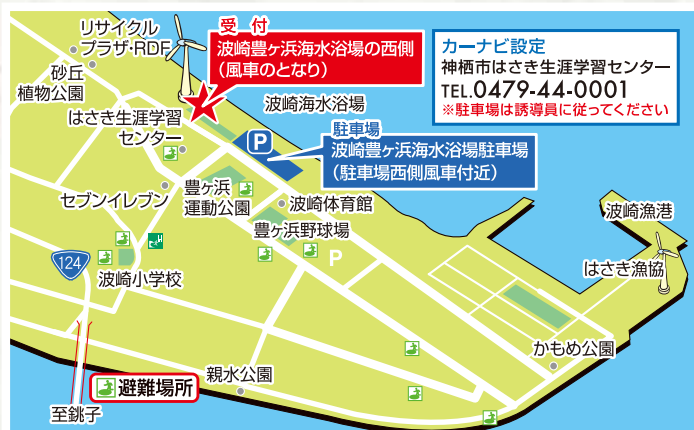 リサイクル
プラザ・RDF
砂丘
植物公園
はさき生涯学習
センター
セブンイレブン
124
波崎小学校
避難場所
至銚子
受 付
波崎豊ヶ浜海水浴場の西側
（風車のとなり）
波崎海水浴場
P
駐車場
波崎豊ヶ浜海水浴場駐車場
（駐車場西側風車付近）
豊ヶ浜
運動公園
波崎体育館
豊ヶ浜野球場
P
親水公園
カーナビ設定
神栖市はさき生涯学習センター
TEL.0479-44-0001
※駐車場は誘導員に従ってください
波崎漁港
はさき漁協
かもめ公園